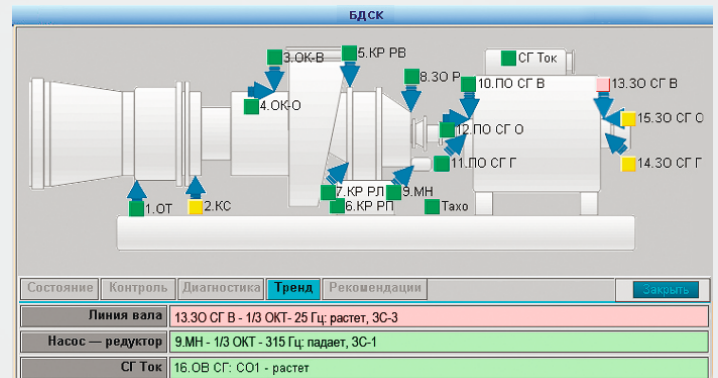 БДСК
3.ОК-В
5.КР РВ
СГ Ток
8.ЗО Р
10.ПО СГ В
13.ЗО СГ В
4.ОК-О
15.ЗО СГ О
12.ПО СГ О
11.ПО СГ Г
14.ЗО СГ Г
7.КР РЛ
9.МН
1.ОТ
2.КС
6.КР РП
Тахо
Состояние Контроль Диагностика Тренд Рекомендации Закрыть
Линия вала 13.ЗО СГ В - 1/3 ОКТ- 25 Гц: растет, ЗС-3
Насос — редуктор 9.МН - 1/3 ОКТ - 315 Гц: падает, ЗС-1
СГ Ток 16.ОВ СГ: СО1 - растет